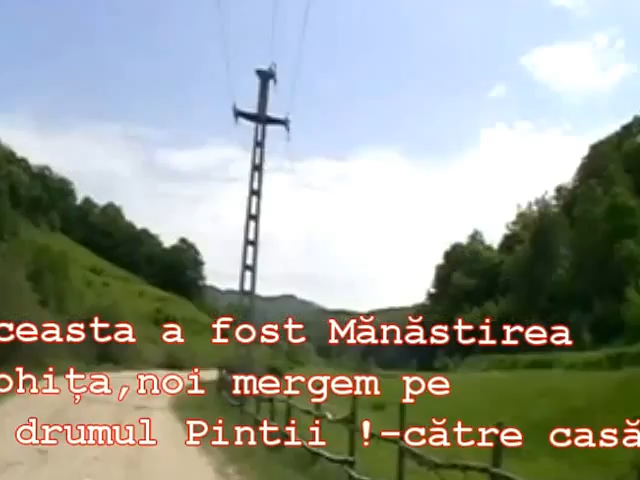 ceasta a fost Mănăstirea
ohița,noi mergem pe
drumul Pintii !-către casă